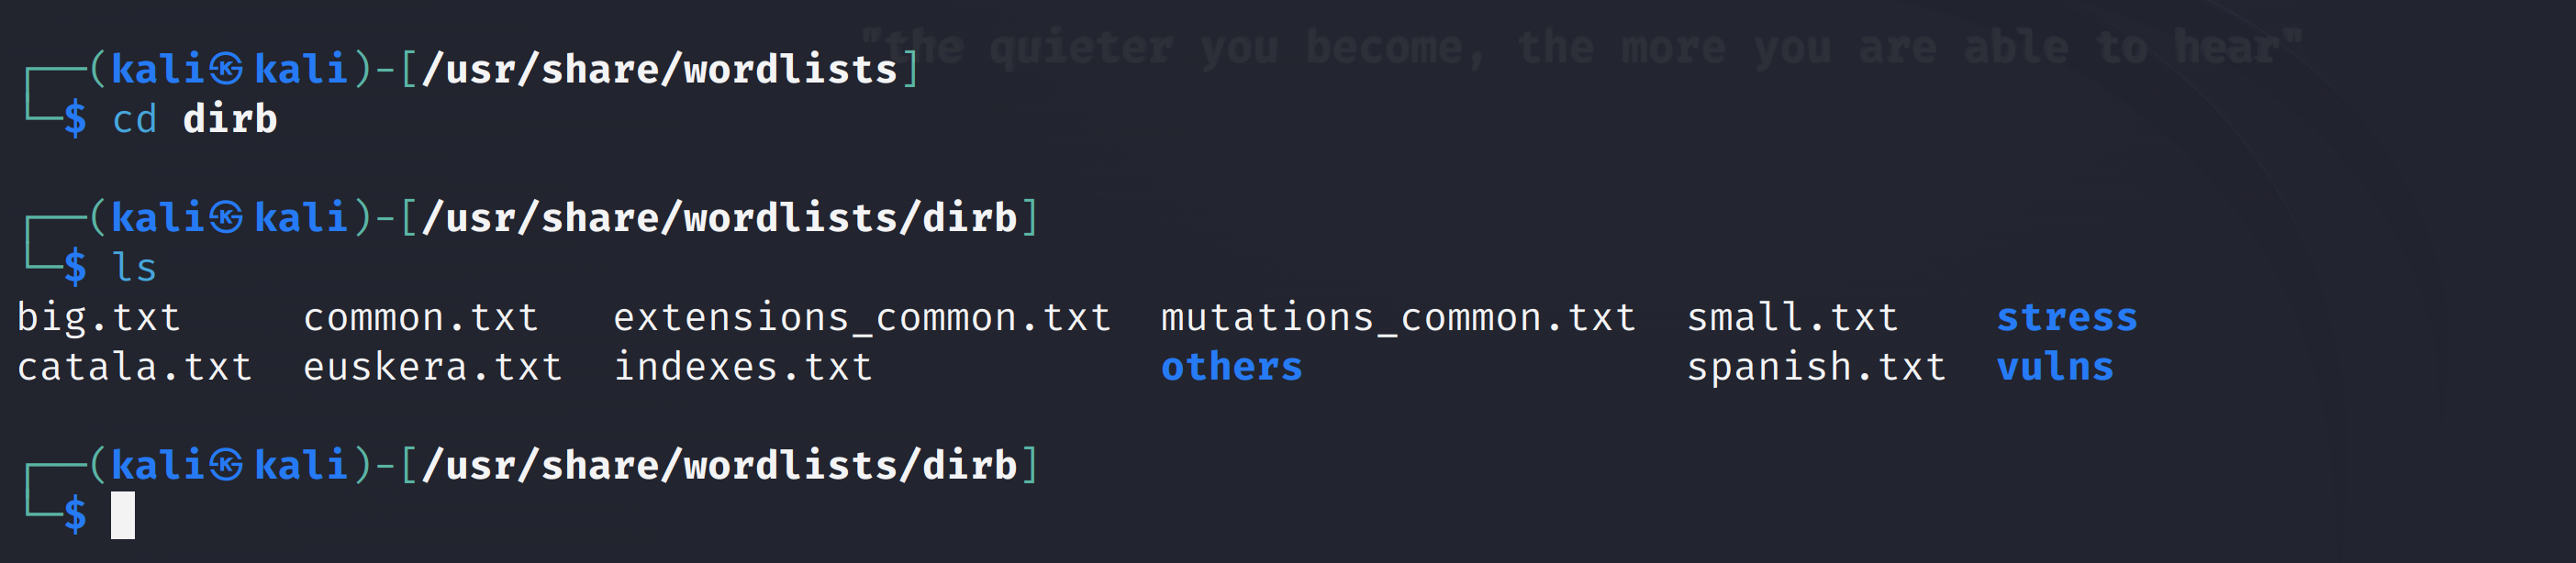 "the quieter you become, the more you are able to hear"
┌──(kali㉿kali)-[/usr/share/wordlists]
└─$ cd dirb
┌──(kali㉿kali)-[/usr/share/wordlists/dirb]
└─$ ls
big.txt common.txt extensions_common.txt mutations_common.txt small.txt stress
catala.txt euskera.txt indexes.txt others spanish.txt vulns
┌──(kali㉿kali)-[/usr/share/wordlists/dirb]
└─$